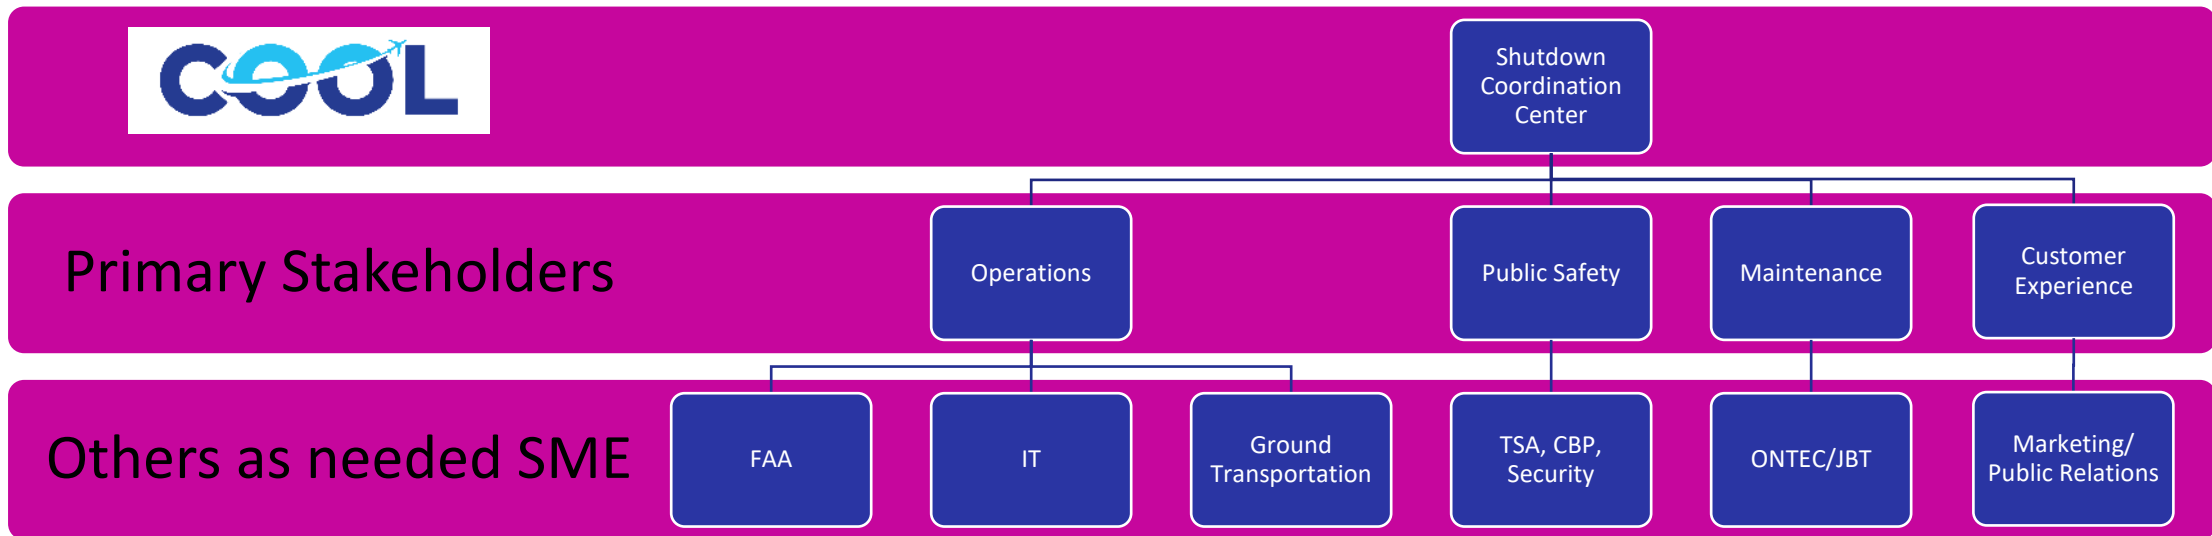 COOL
Shutdown
Coordination
Center
Primary Stakeholders
Operations
Public Safety
Maintenance
Customer
Experience
Others as needed SME
FAA
IT
Ground
Transportation
TSA, CBP,
Security
ONTEC/JBT
Marketing/
Public Relations